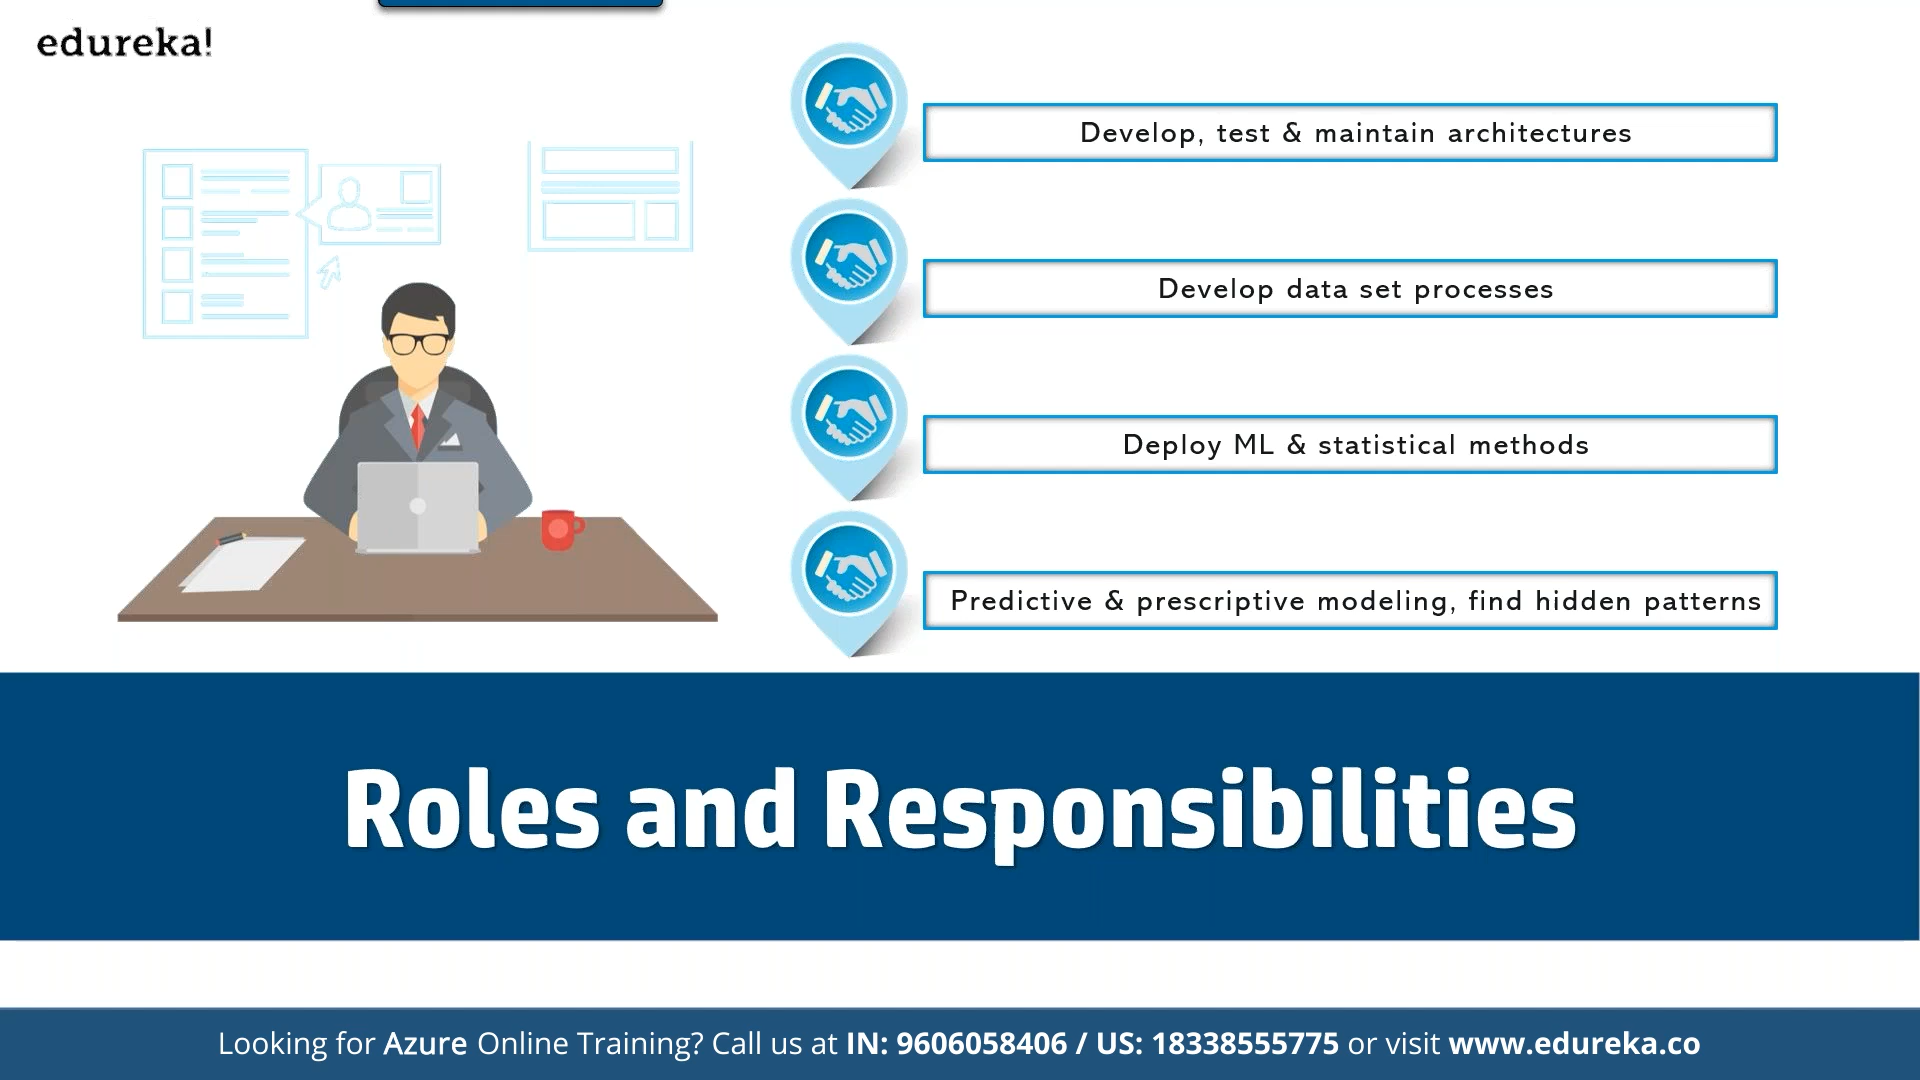 edureka!
Develop, test & maintain architectures
Develop data set processes
Deploy ML & statistical methods
Predictive & prescriptive modeling, find hidden patterns
Roles and Responsibilities
Looking for Azure Online Training? Call us at IN: 9606058406 / US: 18338555775 or visit www.edureka.co